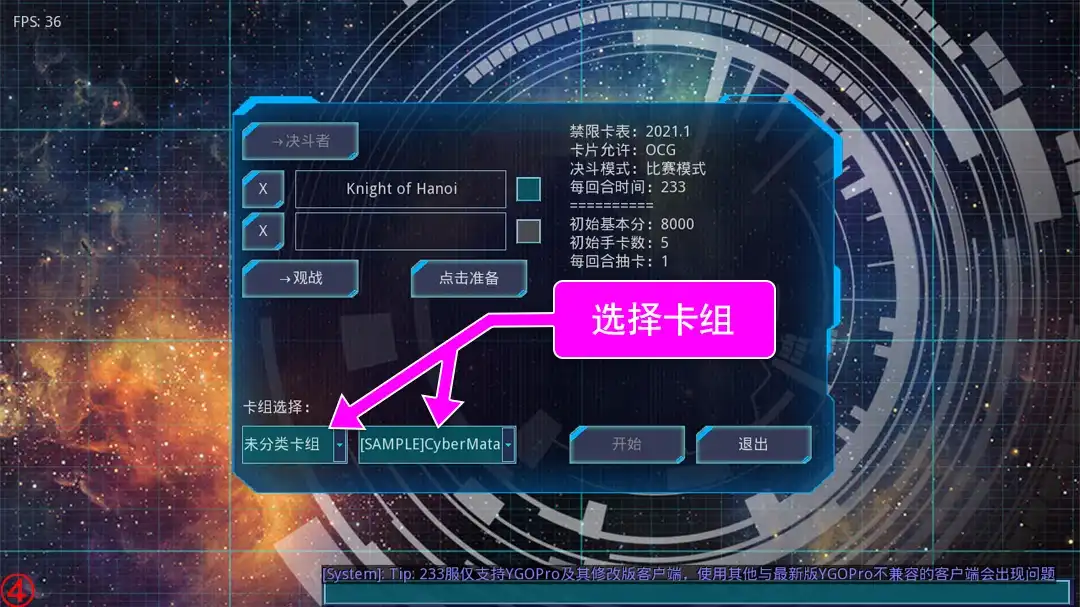 FPS: 36
→决斗者
X
Knight of Hanoi
X
→观战
点击准备
禁限卡表：2021.1
卡片允许：OCG
决斗模式：比赛模式
每回合时间：233
==========
初始基本分：8000
初始手卡数：5
每回合抽卡：1
选择卡组
卡组选择：
未分类卡组
[SAMPLE]CyberMata
开始
退出
[System]: Tip: 233服仅支持YGOPro及其修改版客户端，使用其他与最新版YGOPro不兼容的客户端会出现问题
④